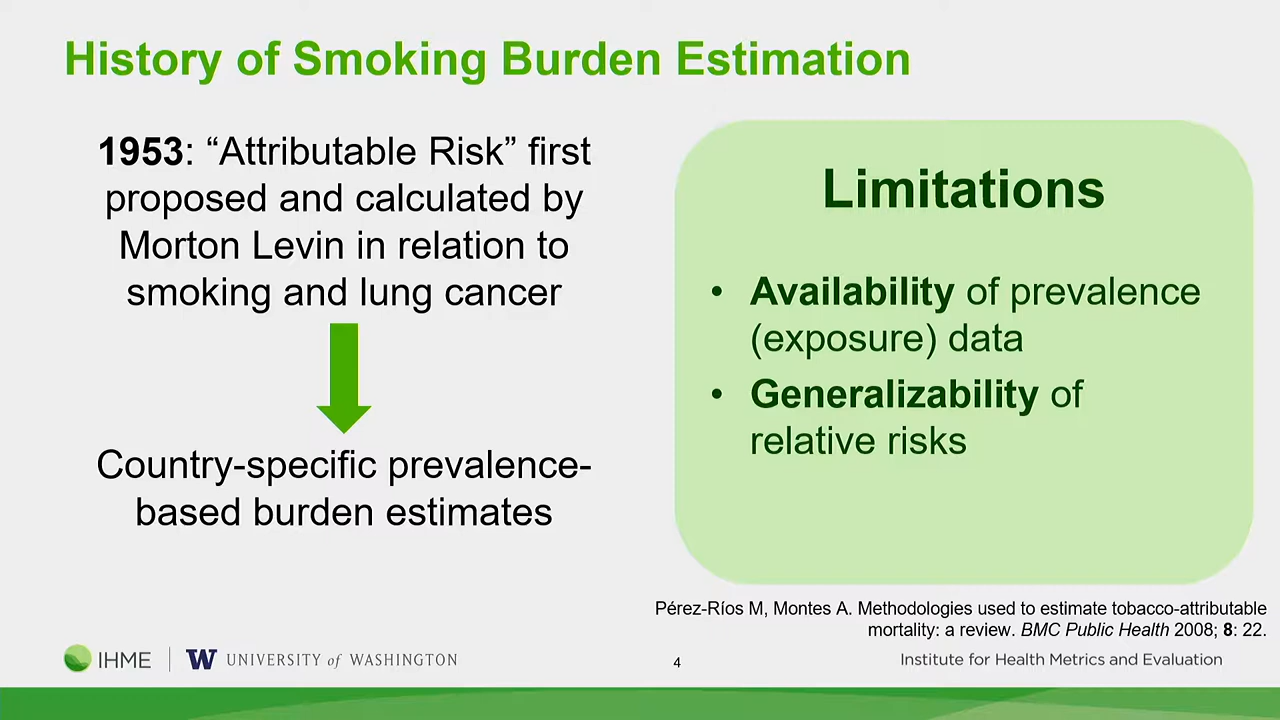 History of Smoking Burden Estimation
1953: “Attributable Risk” first
proposed and calculated by
Morton Levin in relation to
smoking and lung cancer
Country-specific prevalence-
based burden estimates
Limitations
• Availability of prevalence
(exposure) data
• Generalizability of
relative risks
Pérez-Ríos M, Montes A. Methodologies used to estimate tobacco-attributable
mortality: a review. BMC Public Health 2008; 8: 22.
IHME
W UNIVERSITY of WASHINGTON
4
Institute for Health Metrics and Evaluation